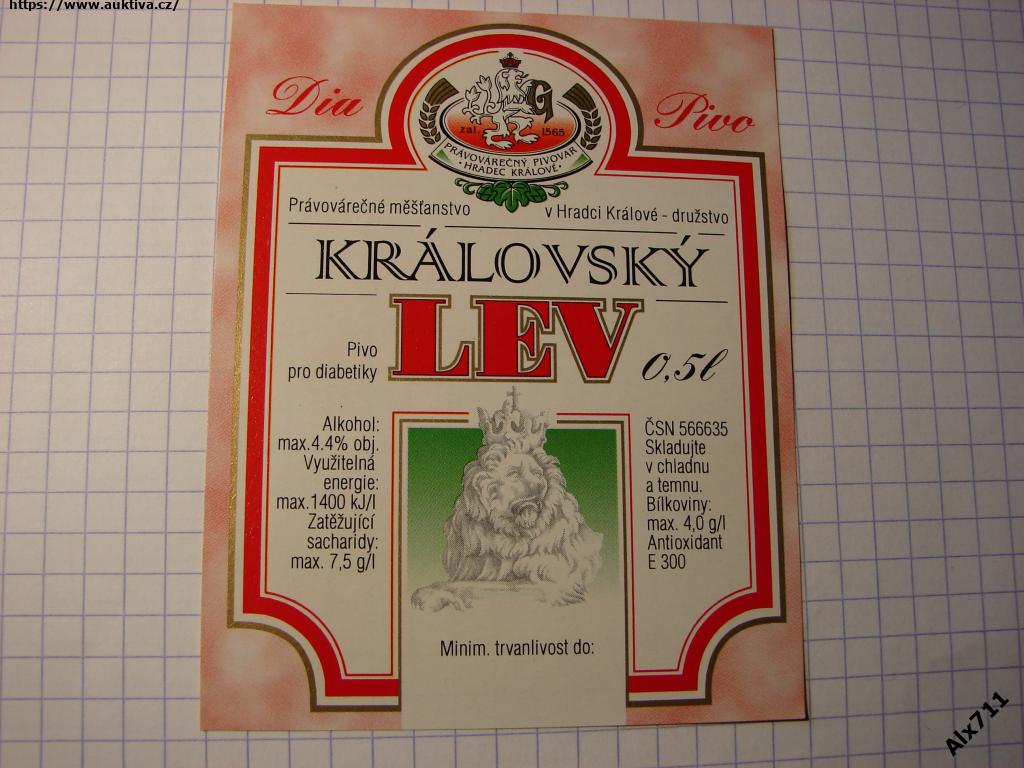 https://www.auktiva.cz/
Dia Pivo
G
zal. 1565
PRÁVOVÁREČNÝ PIVOVAR
• HRADEC KRÁLOVÉ •
Právovárečné měšťanstvo v Hradci Králové - družstvo
KRÁLOVSKÝ
LEV
Pivo
pro diabetiky
0,5l
Alkohol:
max.4.4% obj.
Využitelná
energie:
max.1400 kJ/l
Zatěžující
sacharidy:
max. 7,5 g/l
ČSN 566635
Skladujte
v chladnu
a temnu.
Bílkoviny:
max. 4,0 g/l
Antioxidant
E 300
Minim. trvanlivost do:
Alx711